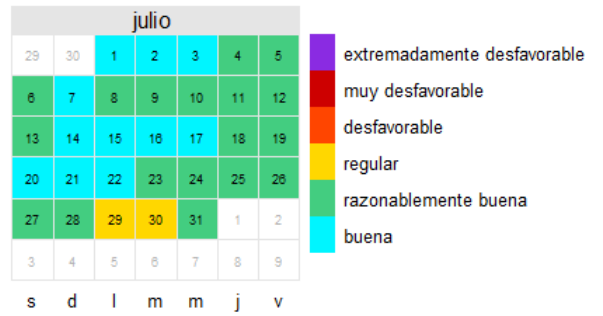 julio
29 30 1 2 3 4 5
6 7 8 9 10 11 12
13 14 15 16 17 18 19
20 21 22 23 24 25 26
27 28 29 30 31 1 2
3 4 5 6 7 8 9
s d l m m j v
extremadamente desfavorable
muy desfavorable
desfavorable
regular
razonablemente buena
buena